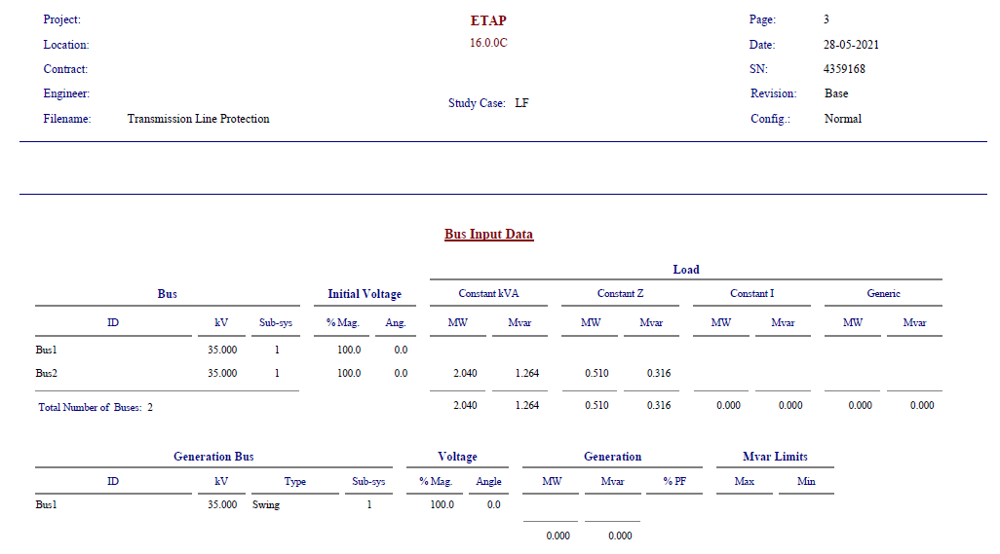 Project: ETAP Page: 3
Location: 16.0.0C Date: 28-05-2021
Contract: SN: 4359168
Engineer: Study Case: LF Revision: Base
Filename: Transmission Line Protection Config.: Normal
Bus Input Data
Load
Bus Initial Voltage Constant kVA Constant Z Constant I Generic
ID kV Sub-sys % Mag. Ang. MW Mvar MW Mvar MW Mvar MW Mvar
Bus1 35.000 1 100.0 0.0
Bus2 35.000 1 100.0 0.0 2.040 1.264 0.510 0.316
Total Number of Buses: 2 2.040 1.264 0.510 0.316 0.000 0.000 0.000 0.000
Generation Bus Voltage Generation Mvar Limits
ID kV Type Sub-sys % Mag. Angle MW Mvar % PF Max Min
Bus1 35.000 Swing 1 100.0 0.0
0.000 0.000